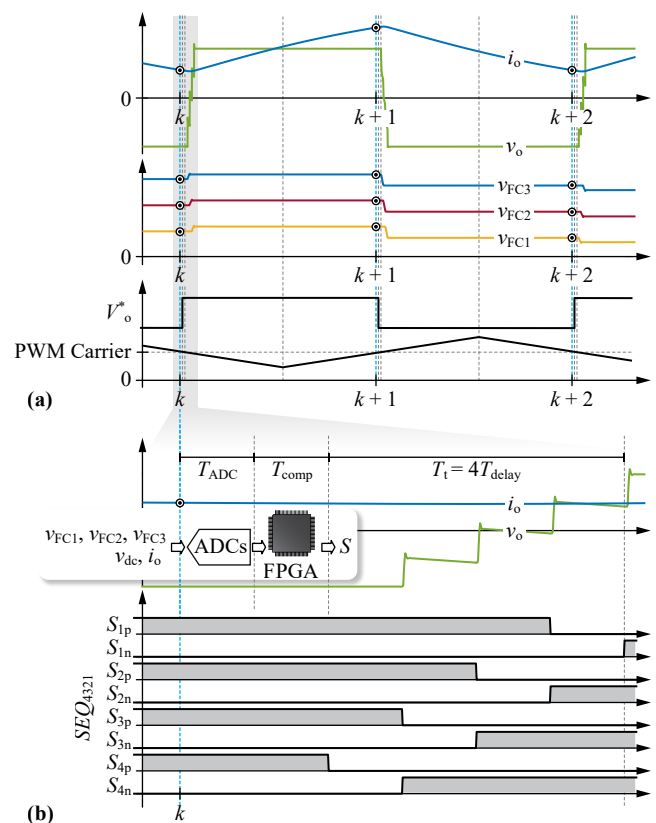 i_o
0
k
k + 1
k + 2
v_o
v_FC3
v_FC2
v_FC1
0
k
k + 1
k + 2
V*_o
PWM Carrier
0
(a)
k
k + 1
k + 2
T_ADC
T_comp
T_t = 4T_delay
i_o
v_FC1, v_FC2, v_FC3
v_dc, i_o
ADCs
FPGA
S
v_o
SEQ_4321
S_1p
S_1n
S_2p
S_2n
S_3p
S_3n
S_4p
S_4n
(b)
k